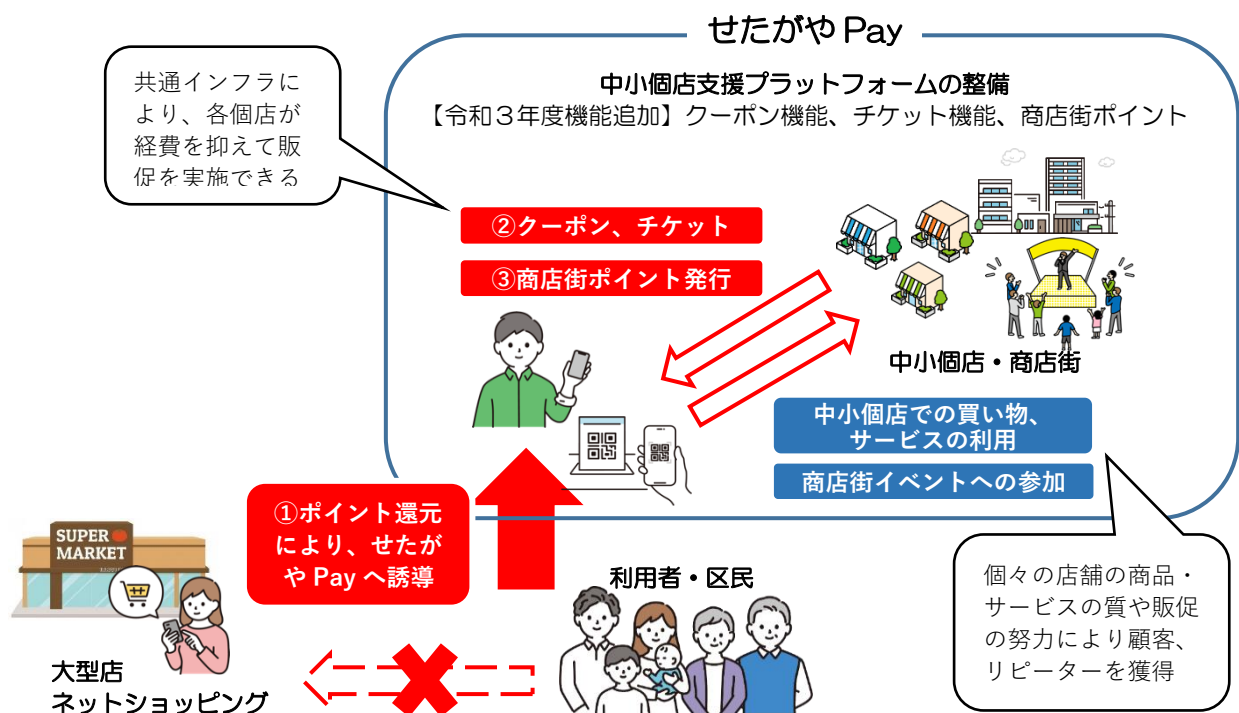 せたがや Pay
中小個店支援プラットフォームの整備
【令和３年度機能追加】クーポン機能、チケット機能、商店街ポイント
共通インフラに
より、各個店が
経費を抑えて販
促を実施できる
②クーポン、チケット
③商店街ポイント発行
中小個店・商店街
中小個店での買い物、
サービスの利用
商店街イベントへの参加
①ポイント還元
により、せたが
や Pay へ誘導
SUPER
MARKET
利用者・区民
個々の店舗の商品・
サービスの質や販促
の努力により顧客、
リピーターを獲得
大型店
ネットショッピング